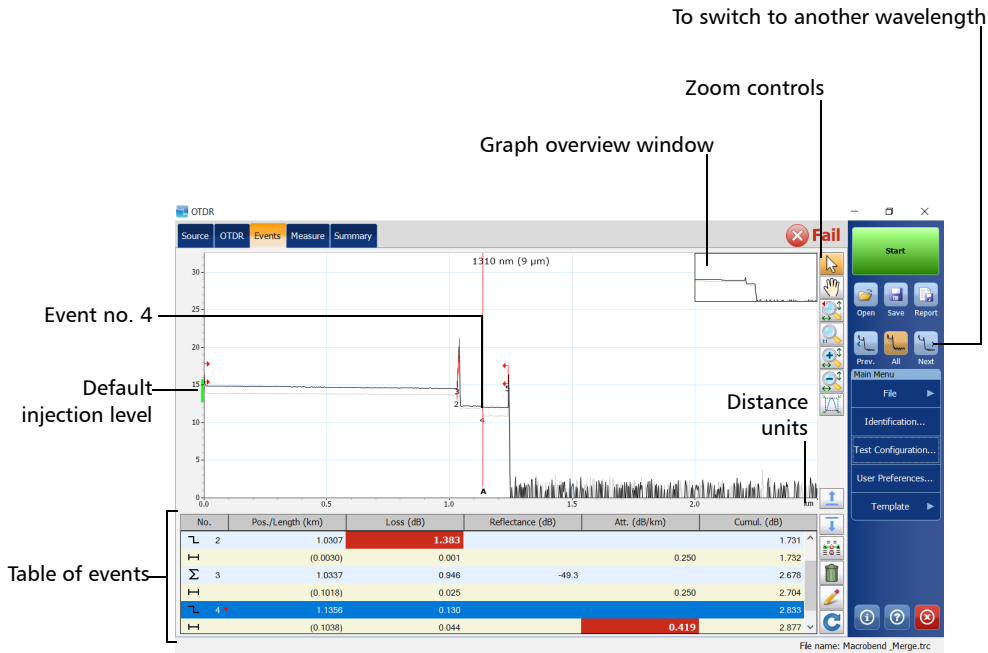 To switch to another wavelength
Zoom controls
Graph overview window
Event no. 4
Default
injection level
Distance
units
Table of events
OTDR
Source OTDR Events Measure Summary
Fail
1310 nm (9 µm)
30
25
20
15
10
5
0
0.0 0.5 1.0 1.5 2.0 km
2
3
4
5
A
No. Pos./Length (km) Loss (dB) Reflectance (dB) Att. (dB/km) Cumul. (dB)
2 1.0307 1.383 1.731
(0.0030) 0.001 0.250 1.732
3 1.0337 0.946 -49.3 2.678
(0.1018) 0.025 0.250 2.704
4 * 1.1356 0.130 2.833
(0.1038) 0.044 0.419 2.877
Start
Open Save Report
Prev. All Next
Main Menu
File
Identification...
Test Configuration...
User Preferences...
Template
File name: Macrobend _Merge.trc